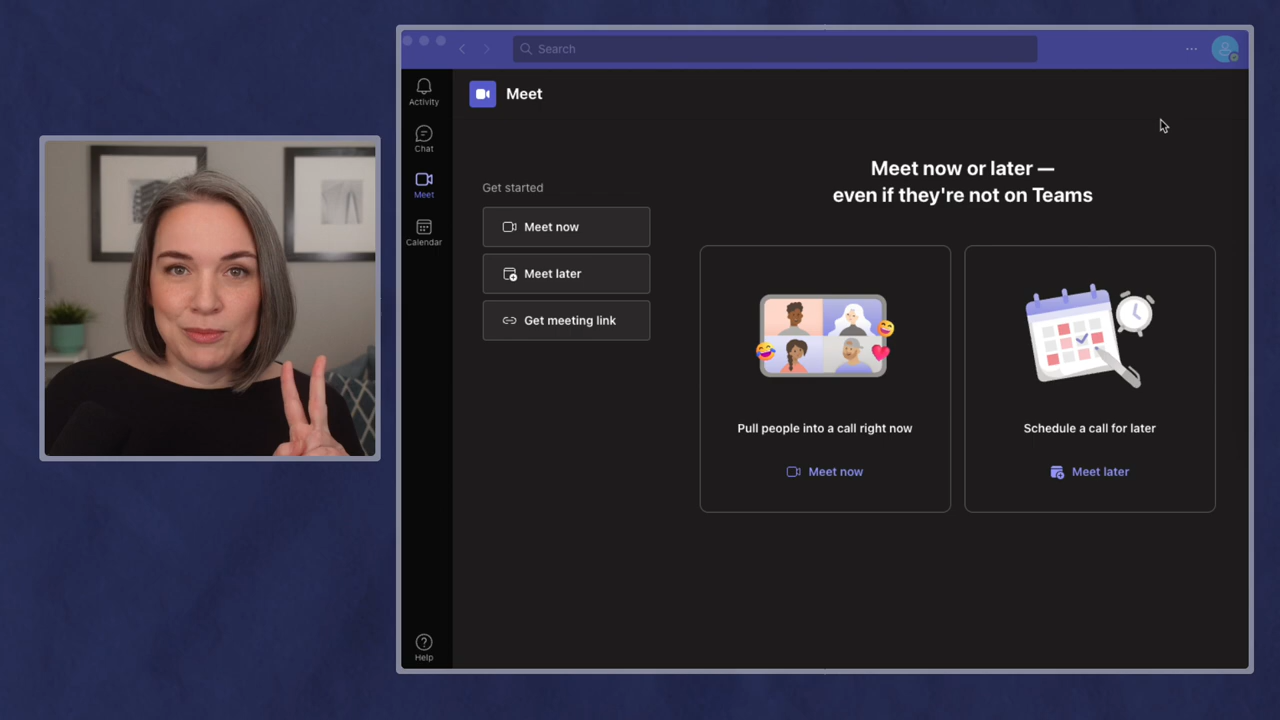 Search
Activity
Chat
Meet
Calendar
Help
Meet
Get started
Meet now
Meet later
Get meeting link
Meet now or later —
even if they're not on Teams
Pull people into a call right now
Meet now
Schedule a call for later
Meet later